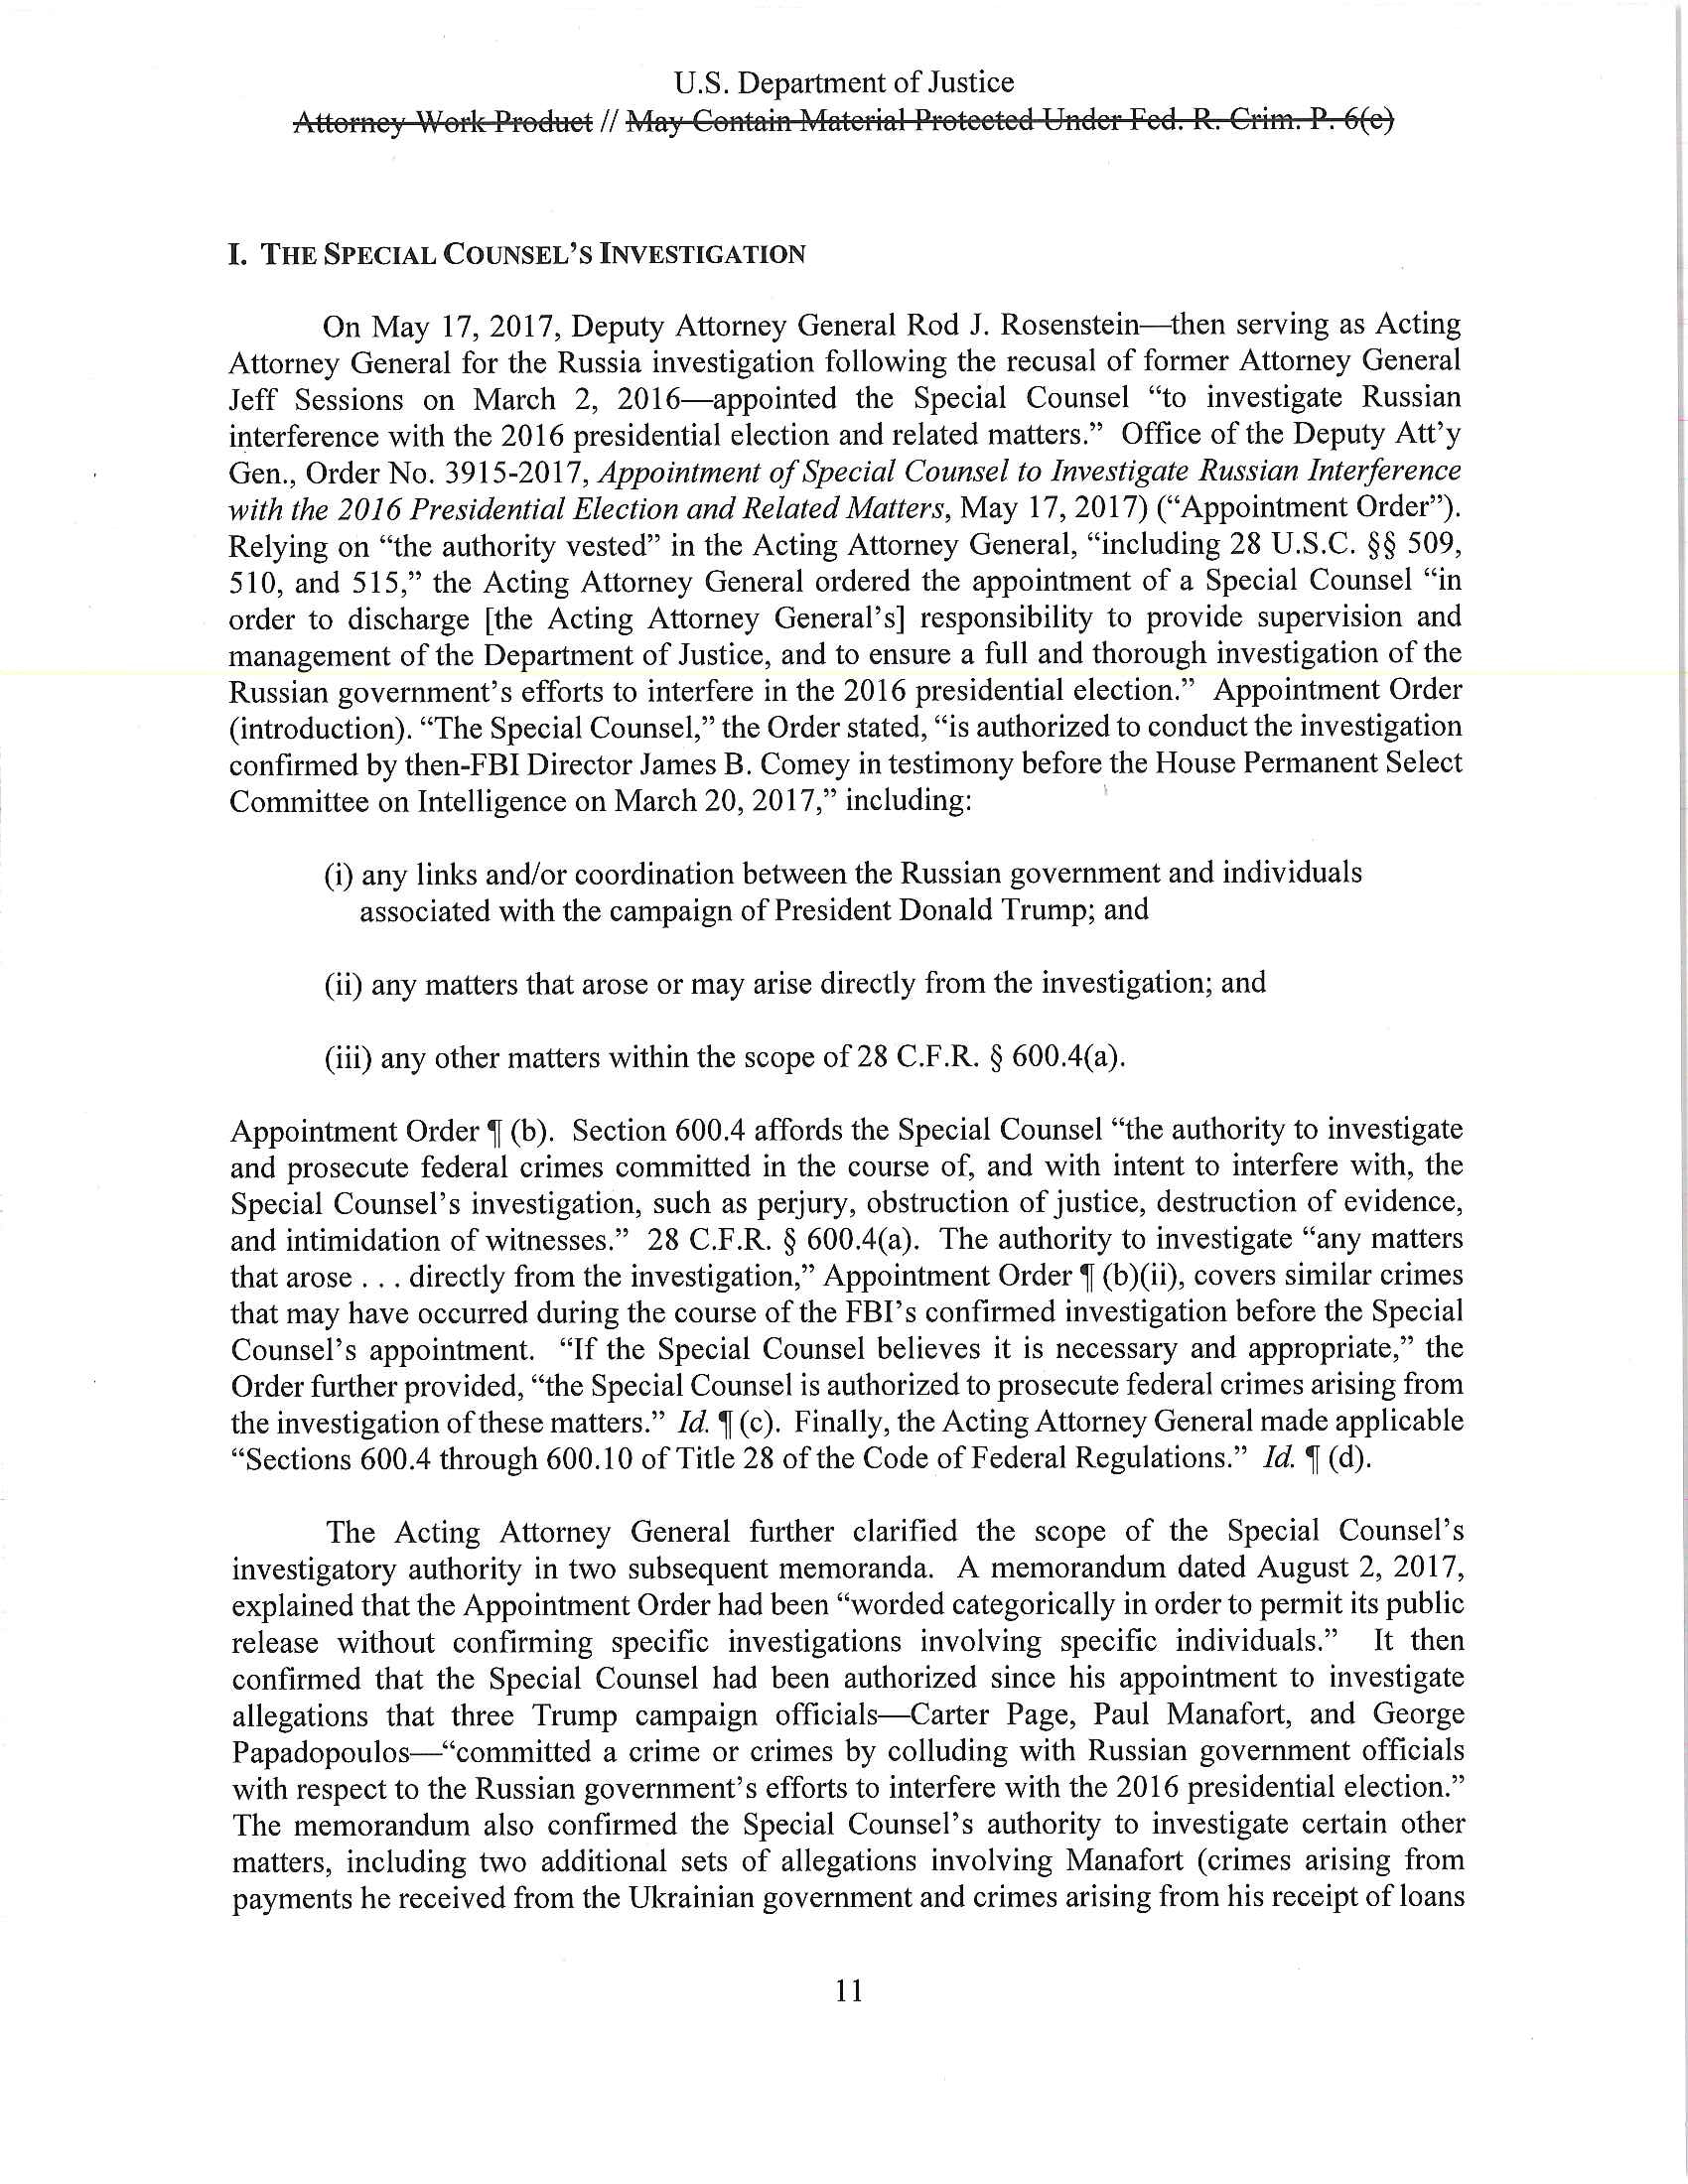 U.S. Department of Justice
Attorney Work Product // May Contain Material Protected Under Fed. R. Crim. P. 6(e)
I. THE SPECIAL COUNSEL'S INVESTIGATION
On May 17, 2017, Deputy Attorney General Rod J. Rosenstein—then serving as Acting
Attorney General for the Russia investigation following the recusal of former Attorney General
Jeff Sessions on March 2, 2016—appointed the Special Counsel “to investigate Russian
interference with the 2016 presidential election and related matters.” Office of the Deputy Att'y
Gen., Order No. 3915-2017, Appointment of Special Counsel to Investigate Russian Interference
with the 2016 Presidential Election and Related Matters, May 17, 2017) (“Appointment Order”).
Relying on “the authority vested” in the Acting Attorney General, “including 28 U.S.C. §§ 509,
510, and 515,” the Acting Attorney General ordered the appointment of a Special Counsel “in
order to discharge [the Acting Attorney General's] responsibility to provide supervision and
management of the Department of Justice, and to ensure a full and thorough investigation of the
Russian government's efforts to interfere in the 2016 presidential election.” Appointment Order
(introduction). “The Special Counsel,” the Order stated, “is authorized to conduct the investigation
confirmed by then-FBI Director James B. Comey in testimony before the House Permanent Select
Committee on Intelligence on March 20, 2017,” including:
(i) any links and/or coordination between the Russian government and individuals
associated with the campaign of President Donald Trump; and
(ii) any matters that arose or may arise directly from the investigation; and
(iii) any other matters within the scope of 28 C.F.R. § 600.4(a).
Appointment Order ¶ (b). Section 600.4 affords the Special Counsel “the authority to investigate
and prosecute federal crimes committed in the course of, and with intent to interfere with, the
Special Counsel's investigation, such as perjury, obstruction of justice, destruction of evidence,
and intimidation of witnesses.” 28 C.F.R. § 600.4(a). The authority to investigate “any matters
that arose . . . directly from the investigation,” Appointment Order ¶ (b)(ii), covers similar crimes
that may have occurred during the course of the FBI's confirmed investigation before the Special
Counsel's appointment. “If the Special Counsel believes it is necessary and appropriate,” the
Order further provided, “the Special Counsel is authorized to prosecute federal crimes arising from
the investigation of these matters.” Id. ¶ (c). Finally, the Acting Attorney General made applicable
“Sections 600.4 through 600.10 of Title 28 of the Code of Federal Regulations.” Id. ¶ (d).
The Acting Attorney General further clarified the scope of the Special Counsel's
investigatory authority in two subsequent memoranda. A memorandum dated August 2, 2017,
explained that the Appointment Order had been “worded categorically in order to permit its public
release without confirming specific investigations involving specific individuals.” It then
confirmed that the Special Counsel had been authorized since his appointment to investigate
allegations that three Trump campaign officials—Carter Page, Paul Manafort, and George
Papadopoulos—“committed a crime or crimes by colluding with Russian government officials
with respect to the Russian government's efforts to interfere with the 2016 presidential election.”
The memorandum also confirmed the Special Counsel's authority to investigate certain other
matters, including two additional sets of allegations involving Manafort (crimes arising from
payments he received from the Ukrainian government and crimes arising from his receipt of loans
11